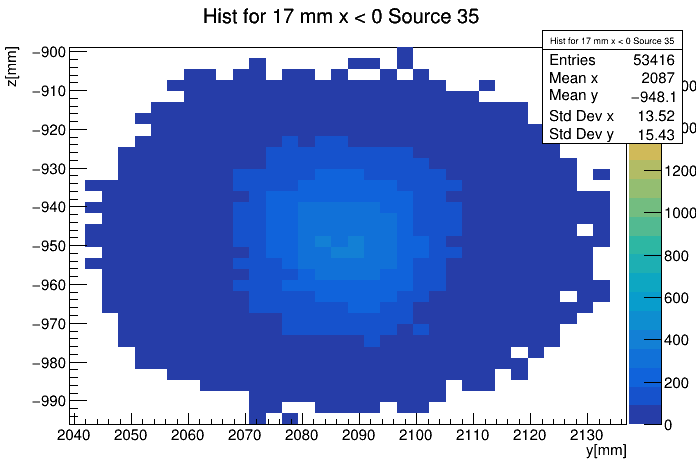 Hist for 17 mm x < 0 Source 35
Hist for 17 mm x < 0 Source 35
Entries 53416
Mean x 2087
Mean y −948.1
Std Dev x 13.52
Std Dev y 15.43
z[mm]
−900
−910
−920
−930
−940
−950
−960
−970
−980
−990
2040 2050 2060 2070 2080 2090 2100 2110 2120 2130
y[mm]
1200
1000
800
600
400
200
0